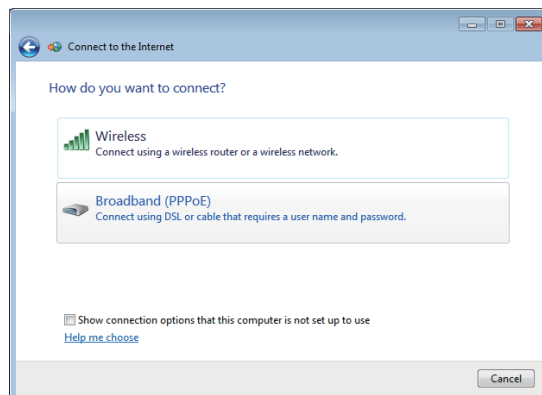 Connect to the Internet
How do you want to connect?
Wireless
Connect using a wireless router or a wireless network.
Broadband (PPPoE)
Connect using DSL or cable that requires a user name and password.
Show connection options that this computer is not set up to use
Help me choose
Cancel